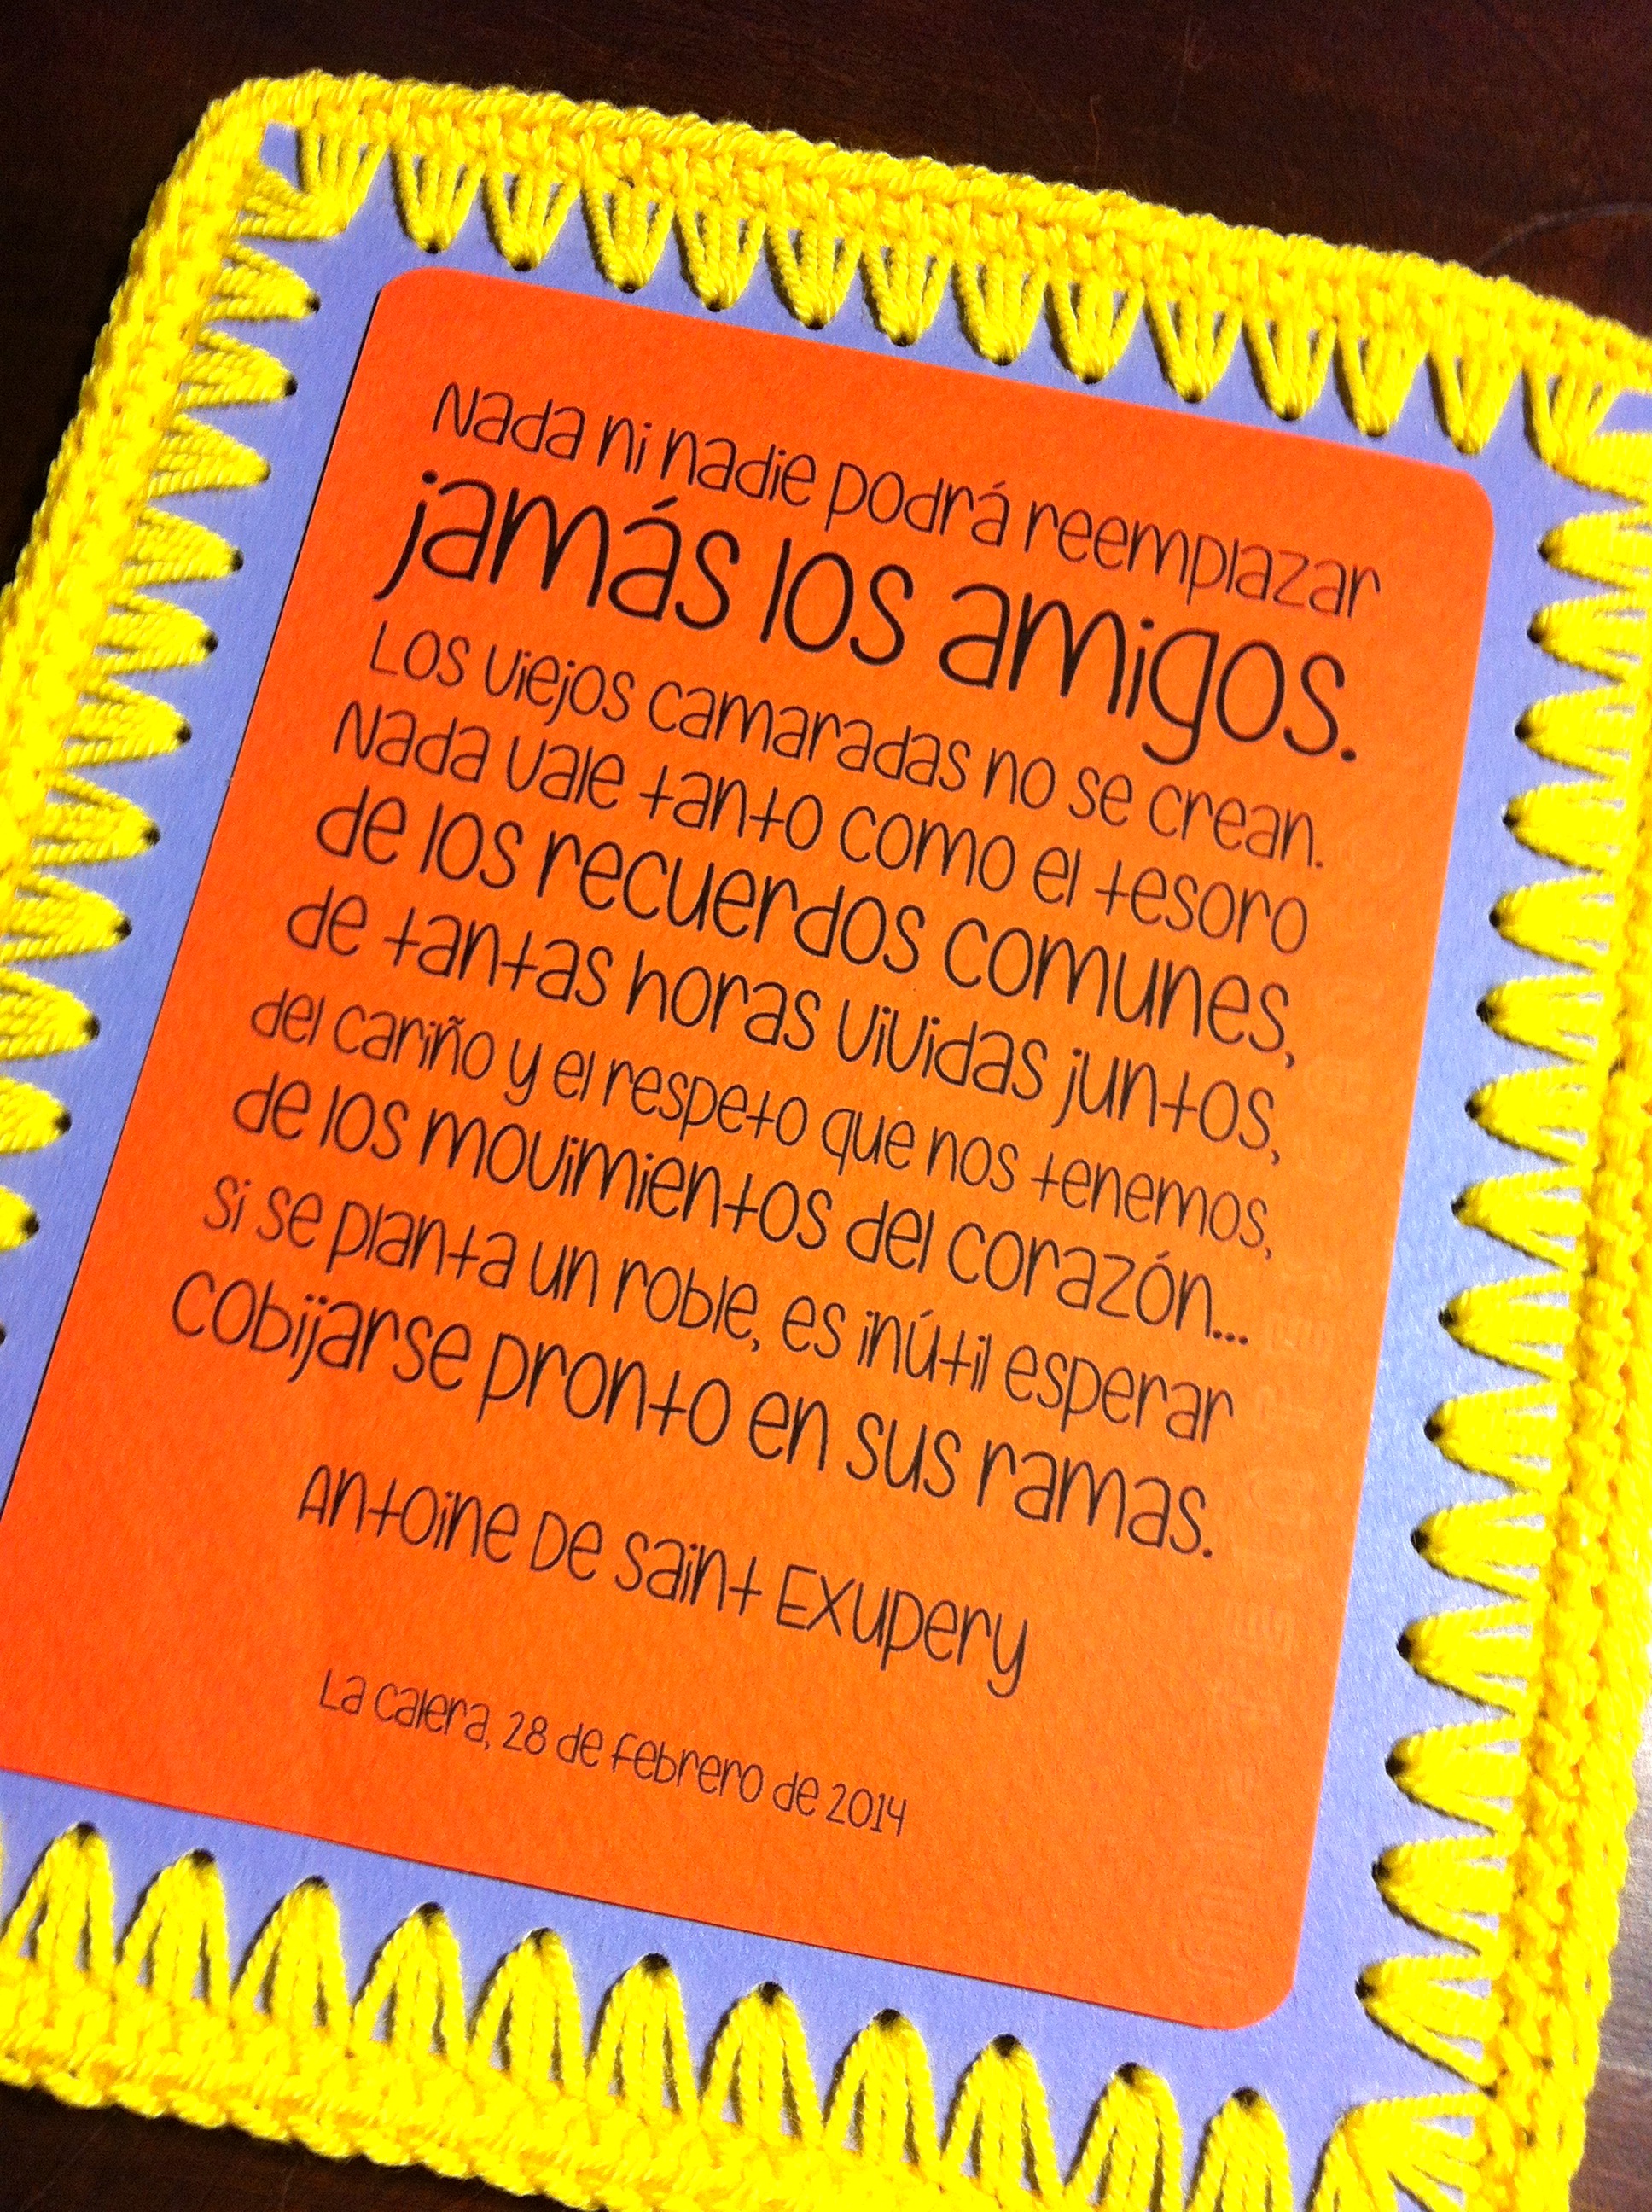 Nada ni nadie podrá reemplazar
jamás los amigos.
Los viejos camaradas no se crean.
Nada vale tanto como el tesoro
de los recuerdos comunes,
de tantas horas vividas juntos,
del cariño y el respeto que nos tenemos,
de los movimientos del corazón...
si se planta un roble, es inútil esperar
cobijarse pronto en sus ramas.
Antoine De Saint Exupery
La Calera, 28 de febrero de 2014